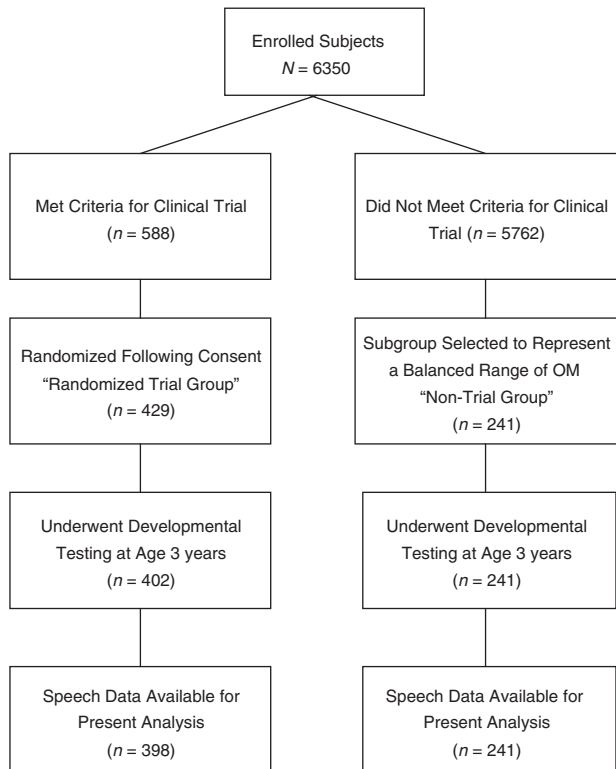 Enrolled Subjects
N = 6350
Met Criteria for Clinical Trial
(n = 588)
Did Not Meet Criteria for Clinical
Trial (n = 5762)
Randomized Following Consent
“Randomized Trial Group”
(n = 429)
Subgroup Selected to Represent
a Balanced Range of OM
“Non-Trial Group”
(n = 241)
Underwent Developmental
Testing at Age 3 years
(n = 402)
Underwent Developmental
Testing at Age 3 years
(n = 241)
Speech Data Available for
Present Analysis
(n = 398)
Speech Data Available for
Present Analysis
(n = 241)